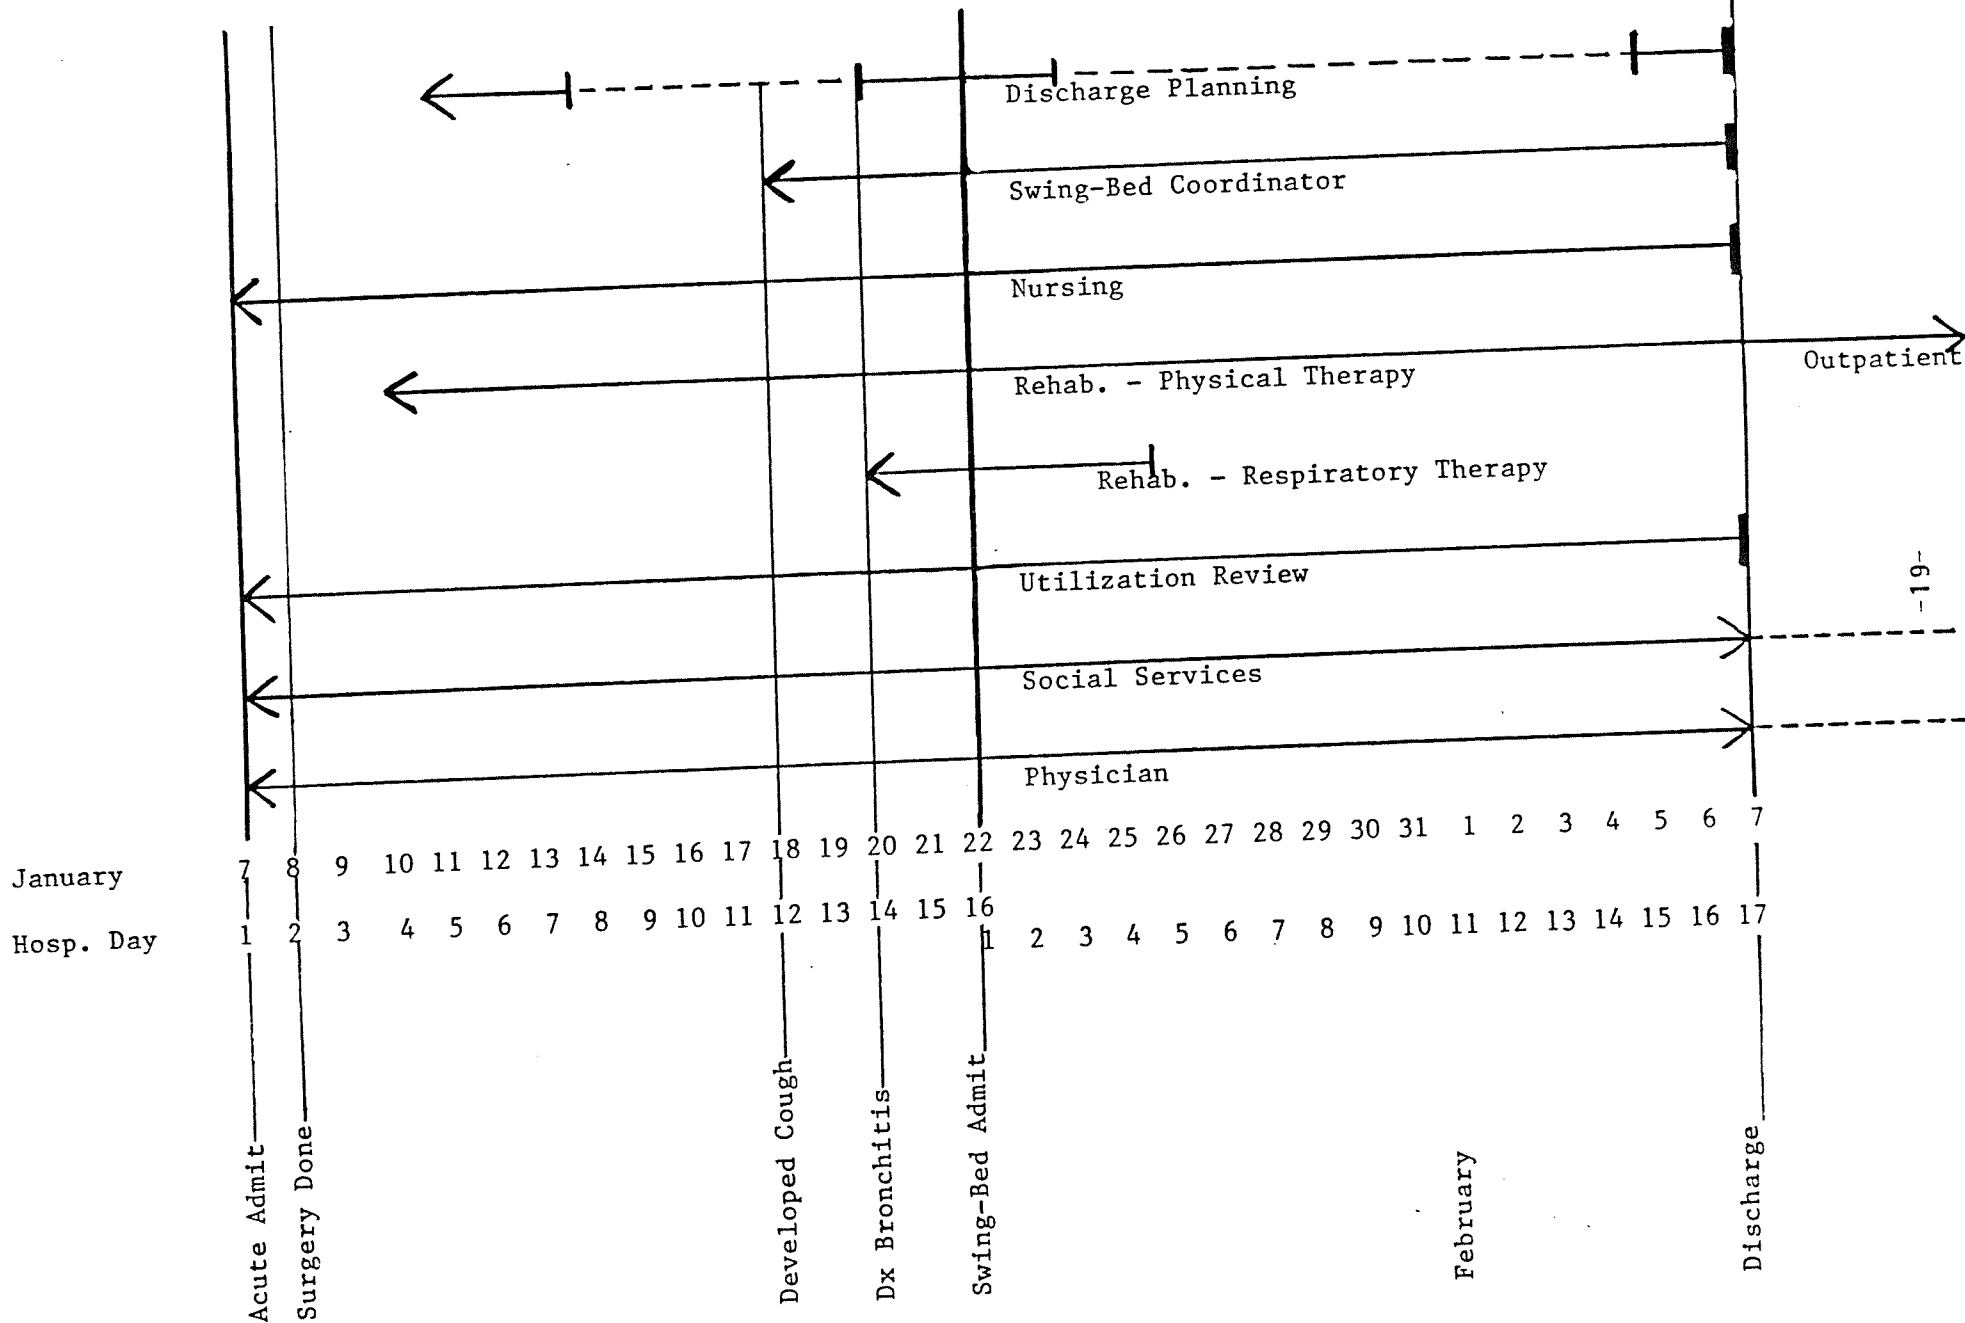 Discharge Planning
Swing-Bed Coordinator
Nursing
Rehab. - Physical Therapy
Outpatient
Rehab. - Respiratory Therapy
Utilization Review
-19-
Social Services
Physician
January 7 8 9 10 11 12 13 14 15 16 17 18 19 20 21 22 23 24 25 26 27 28 29 30 31 1 2 3 4 5 6 7
Hosp. Day 1 2 3 4 5 6 7 8 9 10 11 12 13 14 15 16
1 2 3 4 5 6 7 8 9 10 11 12 13 14 15 16 17
Acute Admit
Surgery Done
Developed Cough
Dx Bronchitis
Swing-Bed Admit
February
Discharge